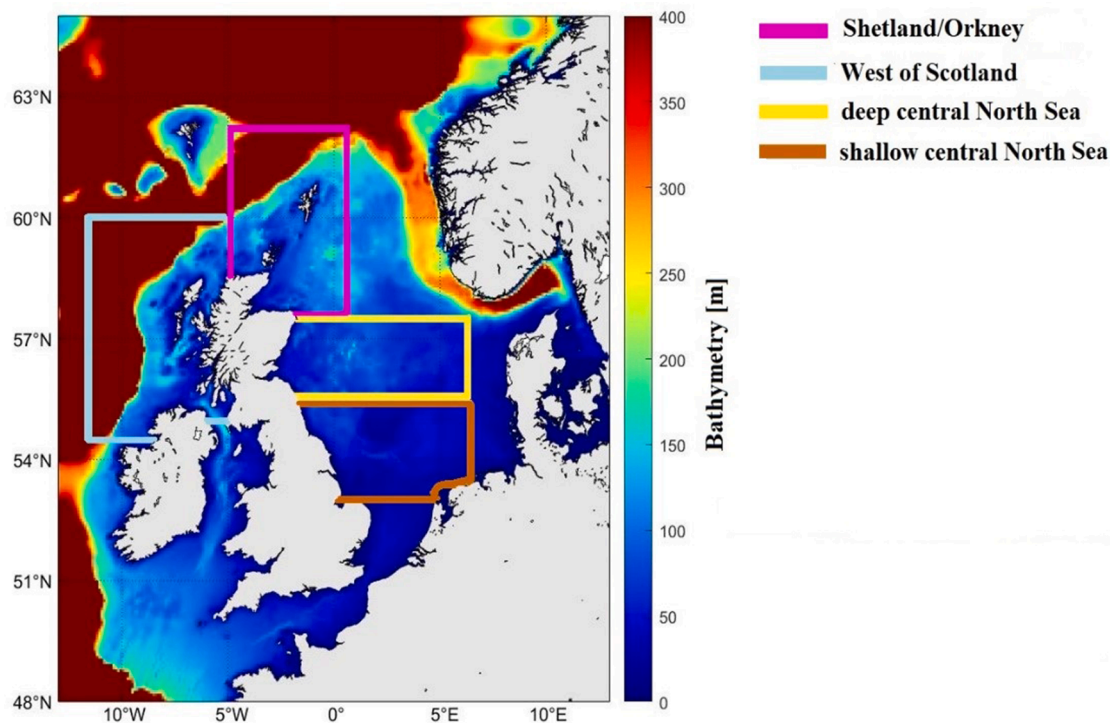 63°N
60°N
57°N
54°N
51°N
48°N
10°W
5°W
0°
5°E
10°E
400
350
300
250
200
150
100
50
0
Bathymetry [m]
Shetland/Orkney
West of Scotland
deep central North Sea
shallow central North Sea